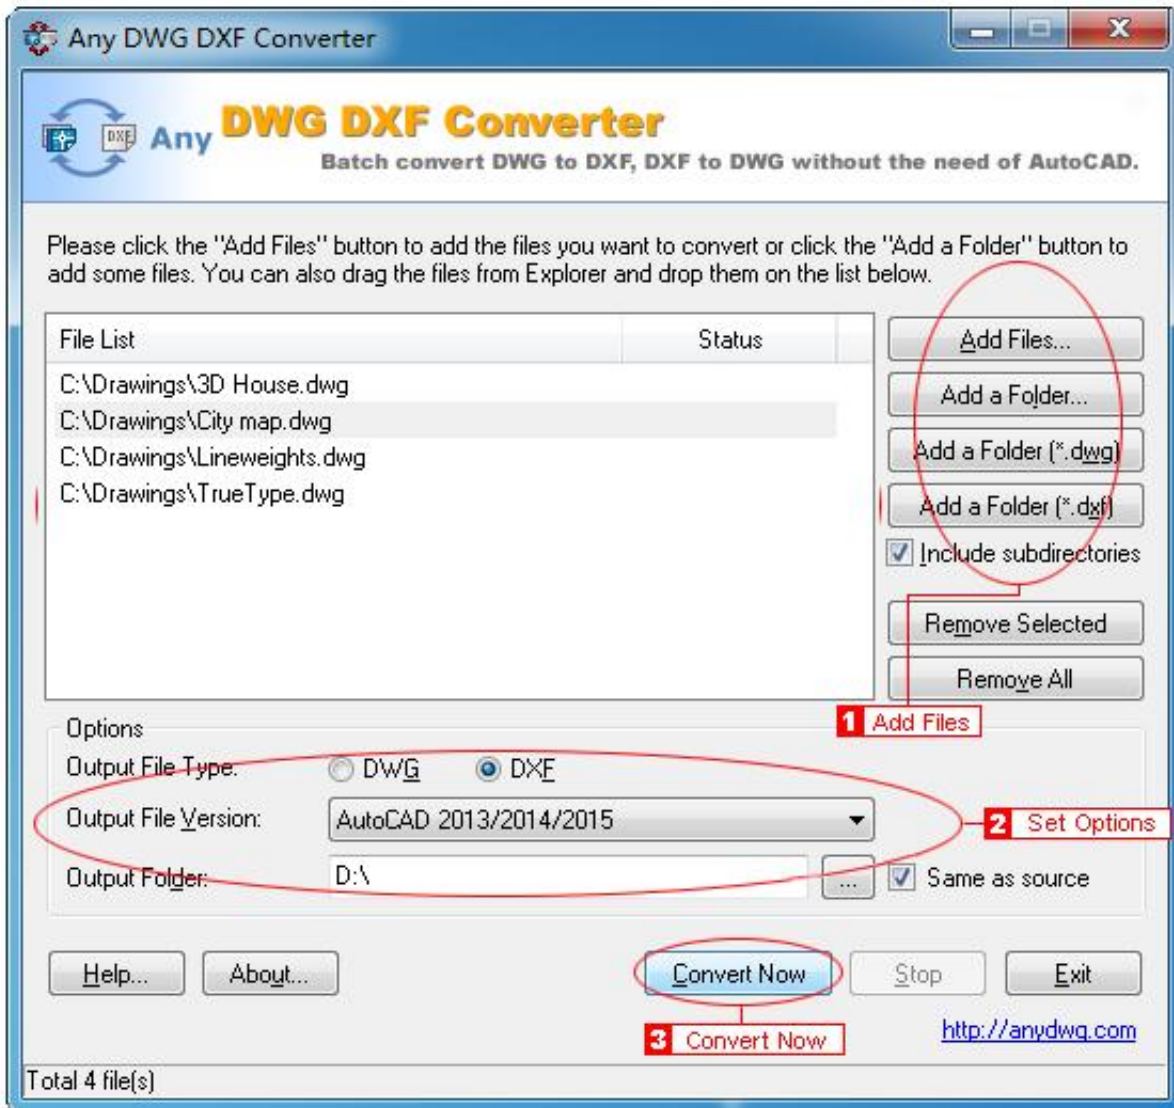 Any DWG DXF Converter
DXF
Any DWG DXF Converter
Batch convert DWG to DXF, DXF to DWG without the need of AutoCAD.
Please click the "Add Files" button to add the files you want to convert or click the "Add a Folder" button to
add some files. You can also drag the files from Explorer and drop them on the list below.
File List Status
C:\Drawings\3D House.dwg
C:\Drawings\City map.dwg
C:\Drawings\Lineweights.dwg
C:\Drawings\TrueType.dwg
Add Files...
Add a Folder...
Add a Folder (*.dwg)
Add a Folder (*.dxf)
Include subdirectories
Remove Selected
Remove All
1 Add Files
Options
Output File Type: DWG DXF
Output File Version: AutoCAD 2013/2014/2015
2 Set Options
Output Folder: D:\ ... Same as source
Help... About... Convert Now Stop Exit
3 Convert Now
http://anydwg.com
Total 4 file(s)